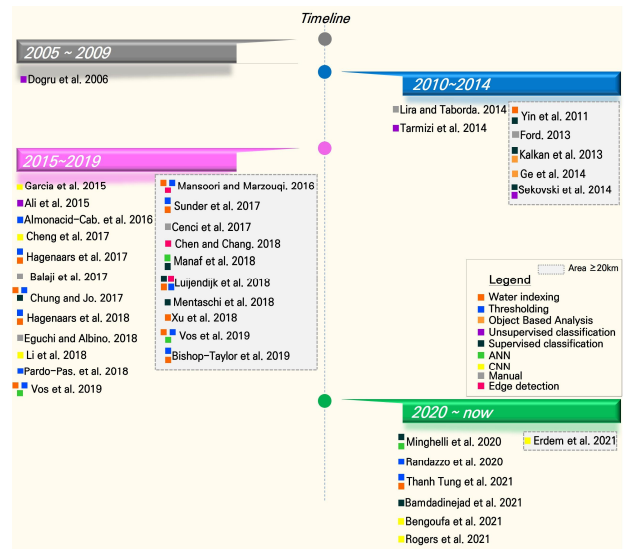 Timeline
2005 ~ 2009
Dogru et al. 2006
2010~2014
Lira and Taborda. 2014
Tarmizi et al. 2014
Yin et al. 2011
Ford. 2013
Kalkan et al. 2013
Ge et al. 2014
Sekovski et al. 2014
2015~2019
Garcia et al. 2015
Ali et al. 2015
Almonacid-Cab. et al. 2016
Cheng et al. 2017
Hagenaars et al. 2017
Balaji et al. 2017
Chung and Jo. 2017
Hagenaars et al. 2018
Eguchi and Albino. 2018
Li et al. 2018
Pardo-Pas. et al. 2018
Vos et al. 2019
Mansoori and Marzouqi. 2016
Sunder et al. 2017
Cenci et al. 2017
Chen and Chang. 2018
Manaf et al. 2018
Luijendijk et al. 2018
Mentaschi et al. 2018
Xu et al. 2018
Vos et al. 2019
Bishop-Taylor et al. 2019
Area ≥20km
Legend
Water indexing
Thresholding
Object Based Analysis
Unsupervised classification
Supervised classification
ANN
CNN
Manual
Edge detection
2020 ~ now
Minghelli et al. 2020
Randazzo et al. 2020
Thanh Tung et al. 2021
Bamdadinejad et al. 2021
Bengoufa et al. 2021
Rogers et al. 2021
Erdem et al. 2021